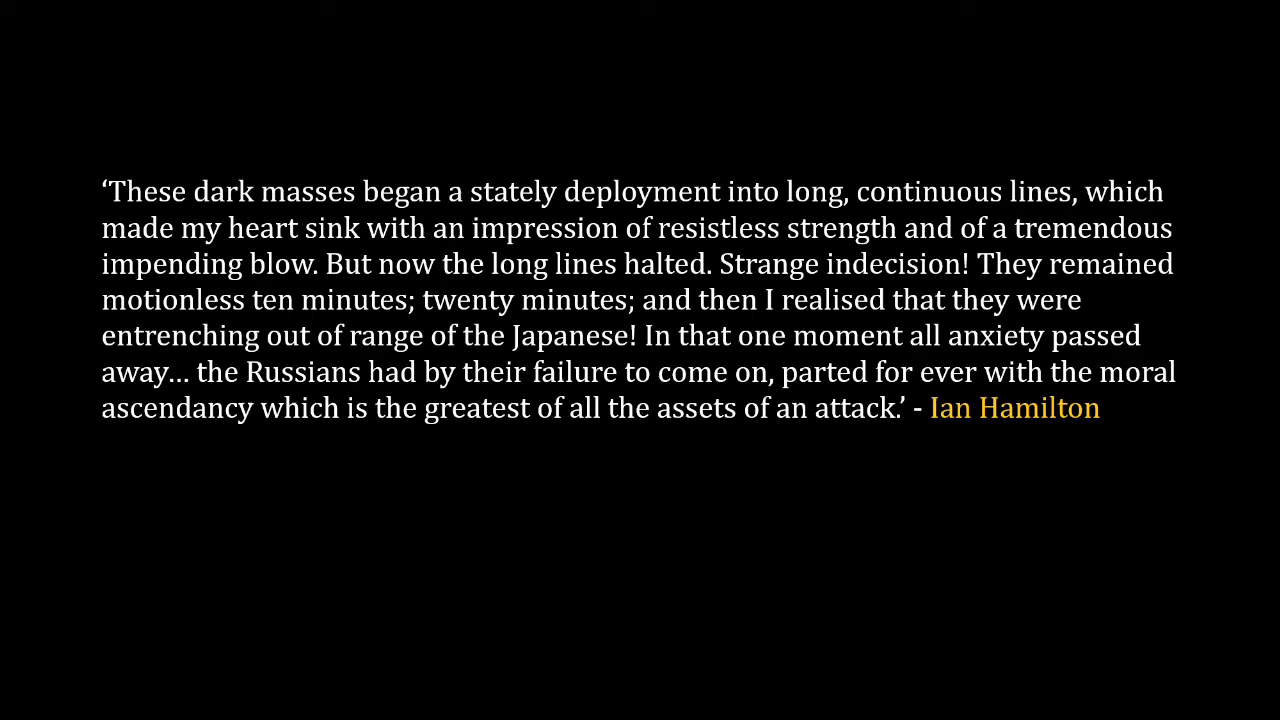 ‘These dark masses began a stately deployment into long, continuous lines, which
made my heart sink with an impression of resistless strength and of a tremendous
impending blow. But now the long lines halted. Strange indecision! They remained
motionless ten minutes; twenty minutes; and then I realised that they were
entrenching out of range of the Japanese! In that one moment all anxiety passed
away… the Russians had by their failure to come on, parted for ever with the moral
ascendancy which is the greatest of all the assets of an attack.’ - Ian Hamilton